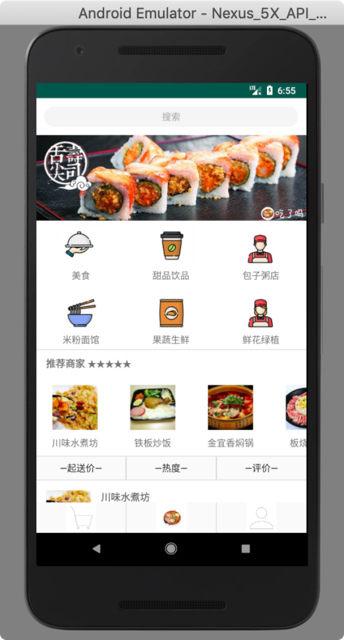 Android Emulator - Nexus_5X_API_...
LTE 6:55
搜索
舌尖
寿司
吃了吗
美食
甜品饮品
包子粥店
米粉面馆
果蔬生鲜
鲜花绿植
推荐商家 ★★★★★
川味水煮坊
铁板炒饭
金宜香焖锅
板烧
—起送价—
—热度—
—评价—
川味水煮坊